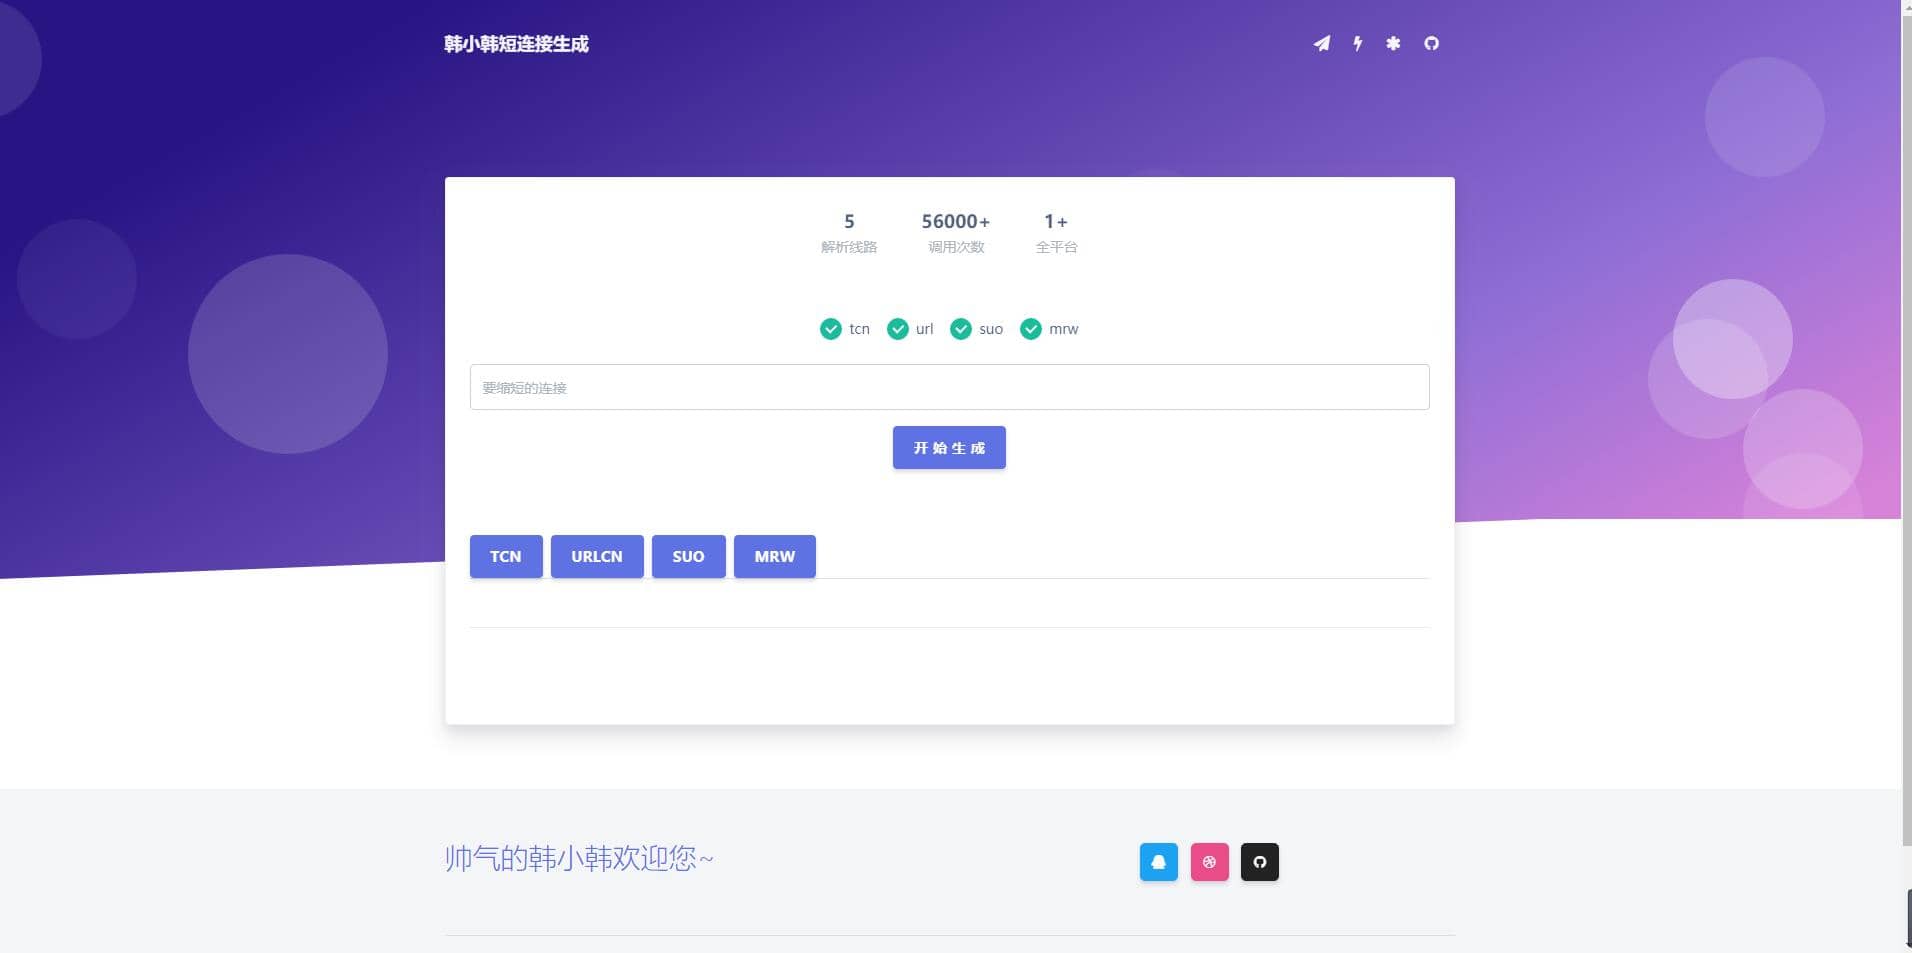 韩小韩短连接生成
5 56000+ 1+
解析线路 调用次数 全平台
tcn url suo mrw
要缩短的连接
开始生成
TCN URLCN SUO MRW
帅气的韩小韩欢迎您~